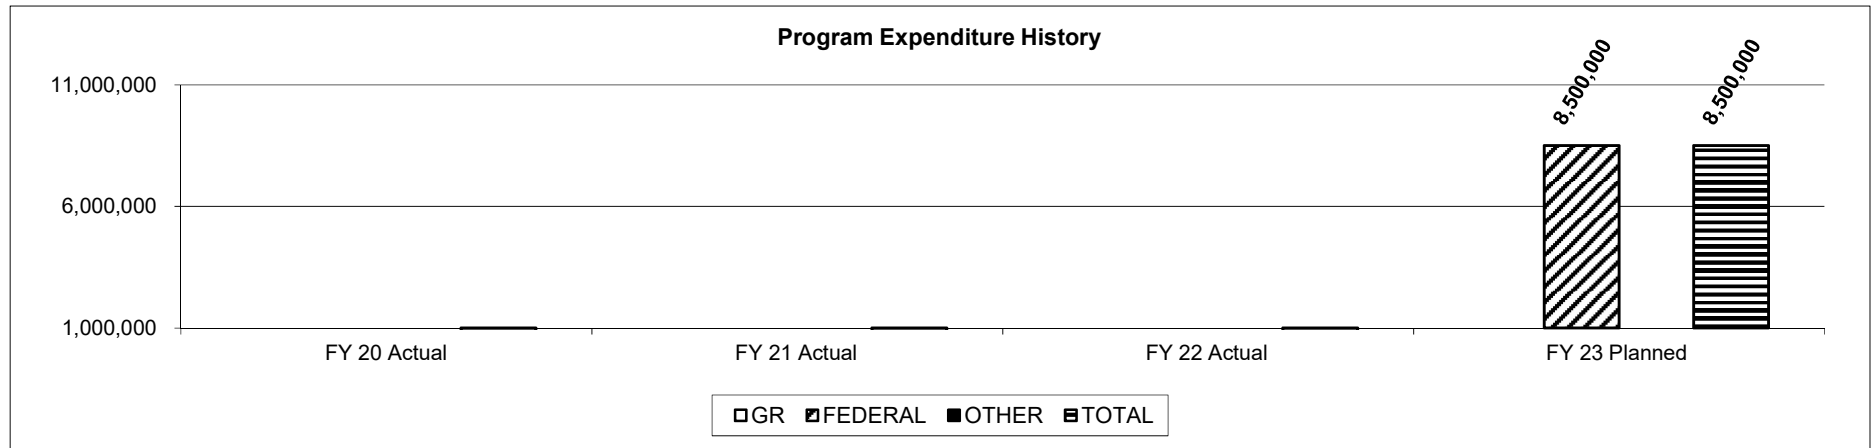 Program Expenditure History
11,000,000
6,000,000
1,000,000
8,500,000
8,500,000
FY 20 Actual
FY 21 Actual
FY 22 Actual
FY 23 Planned
GR FEDERAL OTHER TOTAL